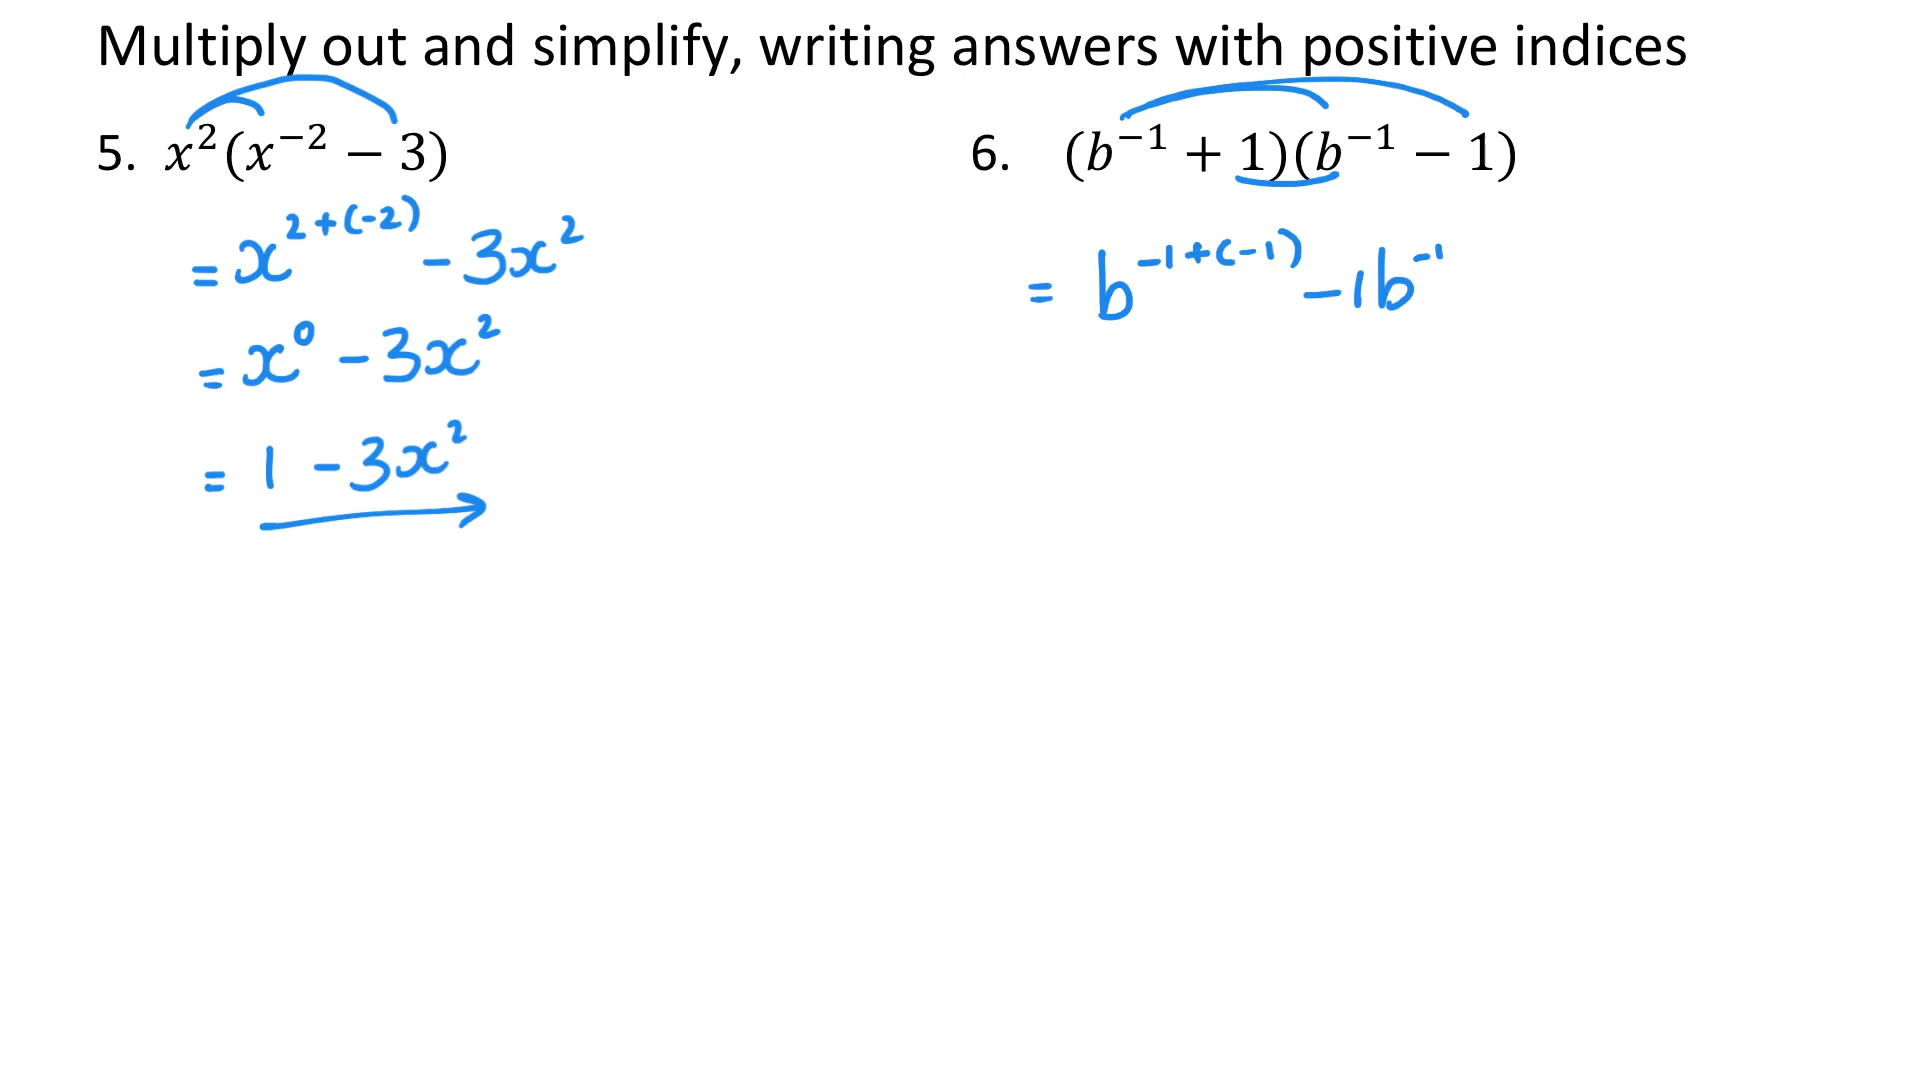 Multiply out and simplify, writing answers with positive indices
5. x²(x⁻² − 3)
= x²⁺⁽⁻²⁾ − 3x²
= x⁰ − 3x²
= 1 − 3x²
6. (b⁻¹ + 1)(b⁻¹ − 1)
= b⁻¹⁺⁽⁻¹⁾ − 1b⁻¹